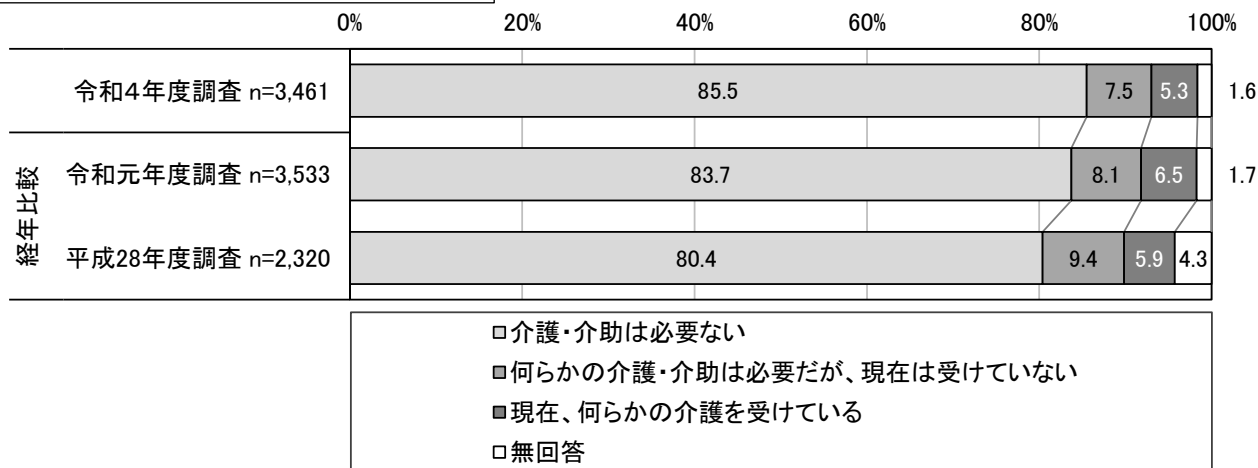 0%
20%
40%
60%
80%
100%
令和4年度調査 n=3,461
85.5
7.5
5.3
1.6
経年比較
令和元年度調査 n=3,533
83.7
8.1
6.5
1.7
平成28年度調査 n=2,320
80.4
9.4
5.9
4.3
介護・介助は必要ない
何らかの介護・介助は必要だが、現在は受けていない
現在、何らかの介護を受けている
無回答